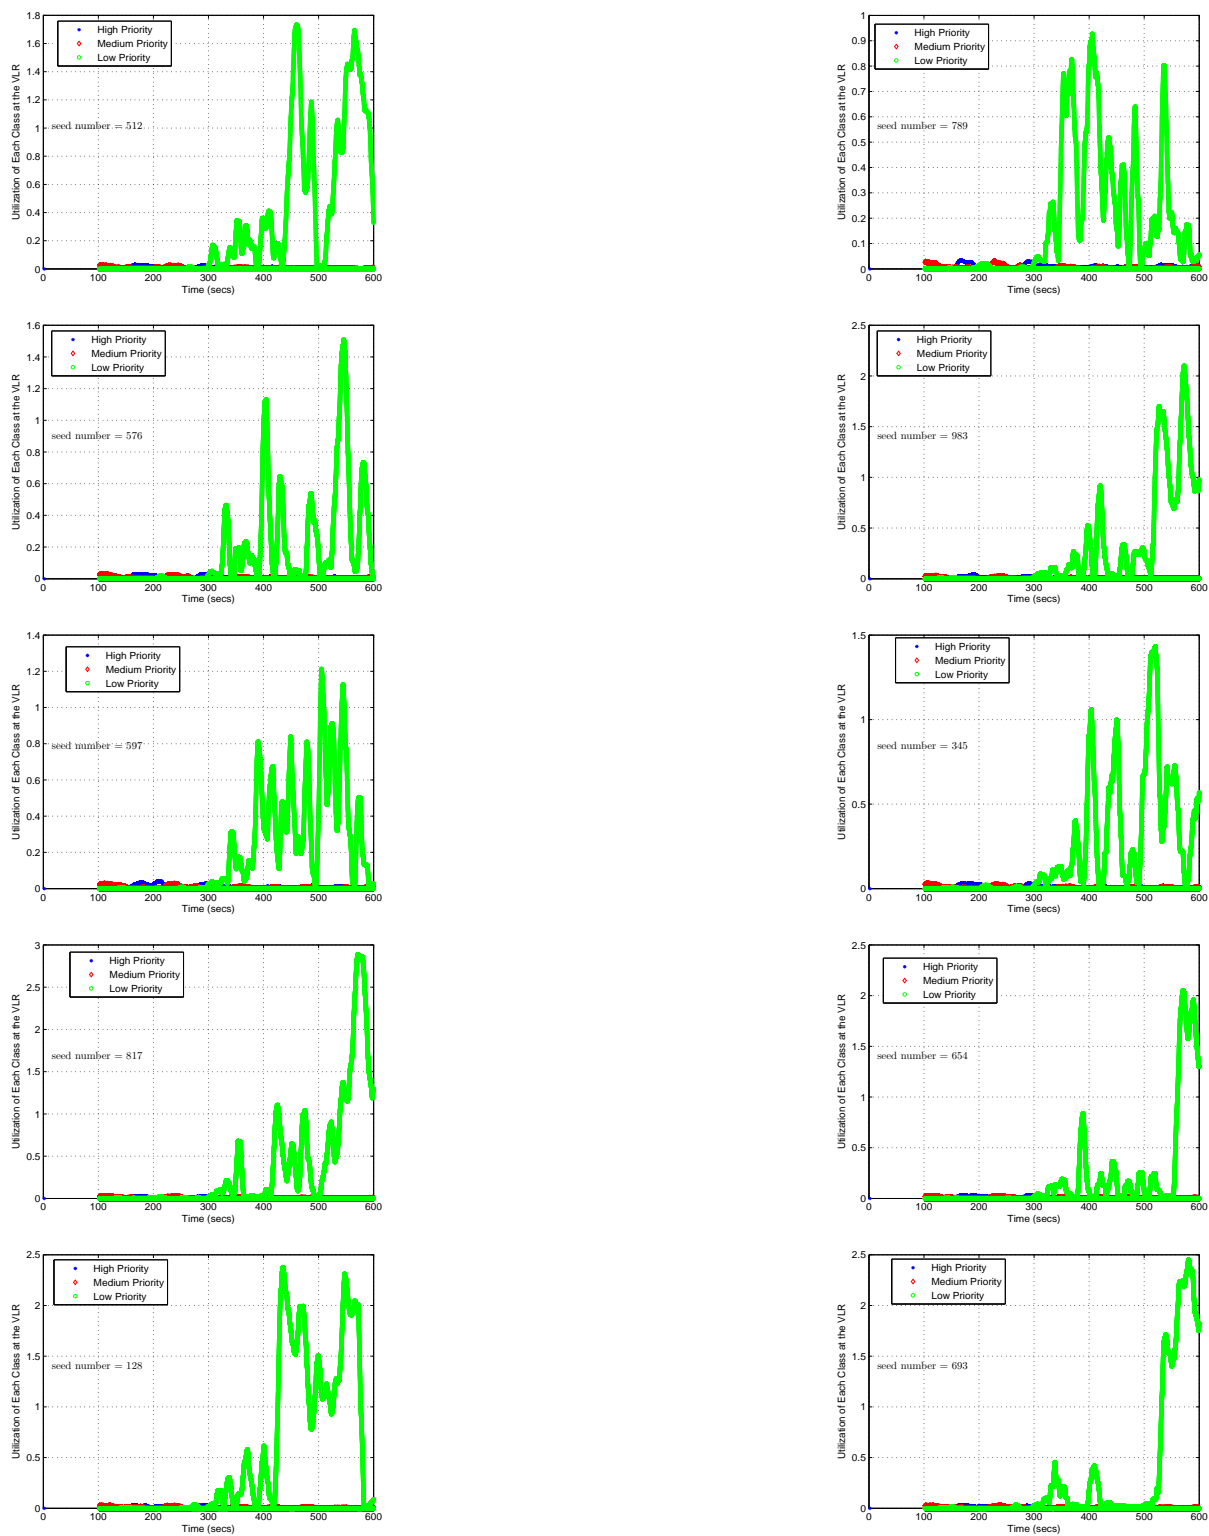 1.8
1.6
1.4
1.2
1
0.8
0.6
0.4
0.2
0
0 100 200 300 400 500 600
Time (secs)
Utilization of Each Class at the VLR
High Priority
Medium Priority
Low Priority
seed number = 512
1
0.9
0.8
0.7
0.6
0.5
0.4
0.3
0.2
0.1
0
0 100 200 300 400 500 600
Time (secs)
Utilization of Each Class at the VLR
High Priority
Medium Priority
Low Priority
seed number = 789
1.6
1.4
1.2
1
0.8
0.6
0.4
0.2
0
0 100 200 300 400 500 600
Time (secs)
Utilization of Each Class at the VLR
High Priority
Medium Priority
Low Priority
seed number = 576
2.5
2
1.5
1
0.5
0
0 100 200 300 400 500 600
Time (secs)
Utilization of Each Class at the VLR
High Priority
Medium Priority
Low Priority
seed number = 983
1.4
1.2
1
0.8
0.6
0.4
0.2
0
0 100 200 300 400 500 600
Time (secs)
Utilization of Each Class at the VLR
High Priority
Medium Priority
Low Priority
seed number = 597
1.5
1
0.5
0
0 100 200 300 400 500 600
Time (secs)
Utilization of Each Class at the VLR
High Priority
Medium Priority
Low Priority
seed number = 345
3
2.5
2
1.5
1
0.5
0
0 100 200 300 400 500 600
Time (secs)
Utilization of Each Class at the VLR
High Priority
Medium Priority
Low Priority
seed number = 817
2.5
2
1.5
1
0.5
0
0 100 200 300 400 500 600
Time (secs)
Utilization of Each Class at the VLR
High Priority
Medium Priority
Low Priority
seed number = 654
2.5
2
1.5
1
0.5
0
0 100 200 300 400 500 600
Time (secs)
Utilization of Each Class at the VLR
High Priority
Medium Priority
Low Priority
seed number = 128
2.5
2
1.5
1
0.5
0
0 100 200 300 400 500 600
Time (secs)
Utilization of Each Class at the VLR
High Priority
Medium Priority
Low Priority
seed number = 693